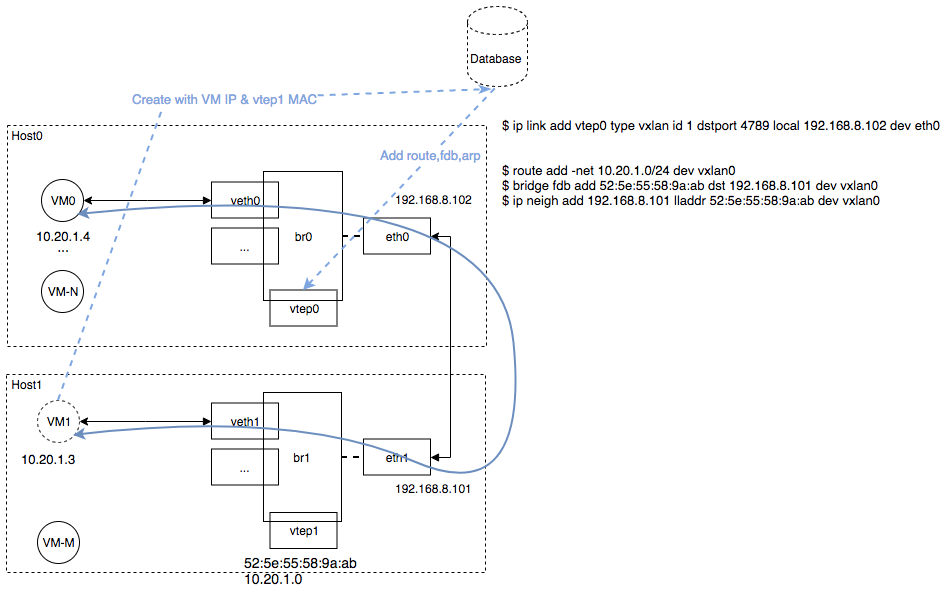 Database
Create with VM IP & vtep1 MAC
$ ip link add vtep0 type vxlan id 1 dstport 4789 local 192.168.8.102 dev eth0
Host0
Add route,fdb,arp
$ route add -net 10.20.1.0/24 dev vxlan0
$ bridge fdb add 52:5e:55:58:9a:ab dst 192.168.8.101 dev vxlan0
$ ip neigh add 192.168.8.101 lladdr 52:5e:55:58:9a:ab dev vxlan0
VM0
veth0
192.168.8.102
10.20.1.4
...
...
br0
eth0
VM-N
vtep0
Host1
VM1
veth1
10.20.1.3
...
br1
eth1
192.168.8.101
VM-M
vtep1
52:5e:55:58:9a:ab
10.20.1.0